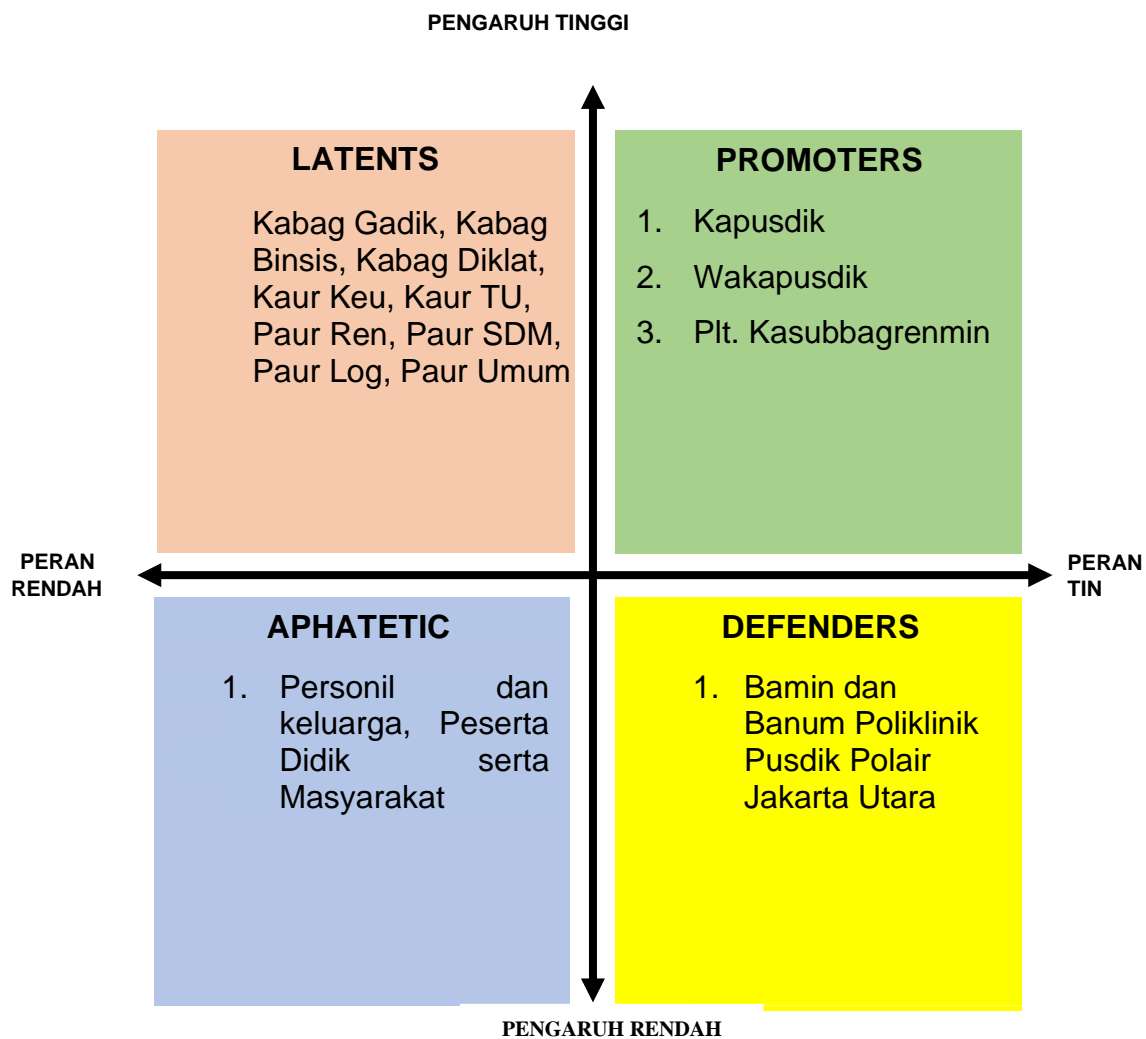 PENGARUH TINGGI
LATENTS
Kabag Gadik, Kabag
Binsis, Kabag Diklat,
Kaur Keu, Kaur TU,
Paur Ren, Paur SDM,
Paur Log, Paur Umum
PROMOTERS
1. Kapusdik
2. Wakapusdik
3. Plt. Kasubbagrenmin
PERAN
RENDAH
PERAN
TIN
APHATETIC
1. Personil dan
keluarga, Peserta
Didik serta
Masyarakat
DEFENDERS
1. Bamin dan
Banum Poliklinik
Pusdik Polair
Jakarta Utara
PENGARUH RENDAH